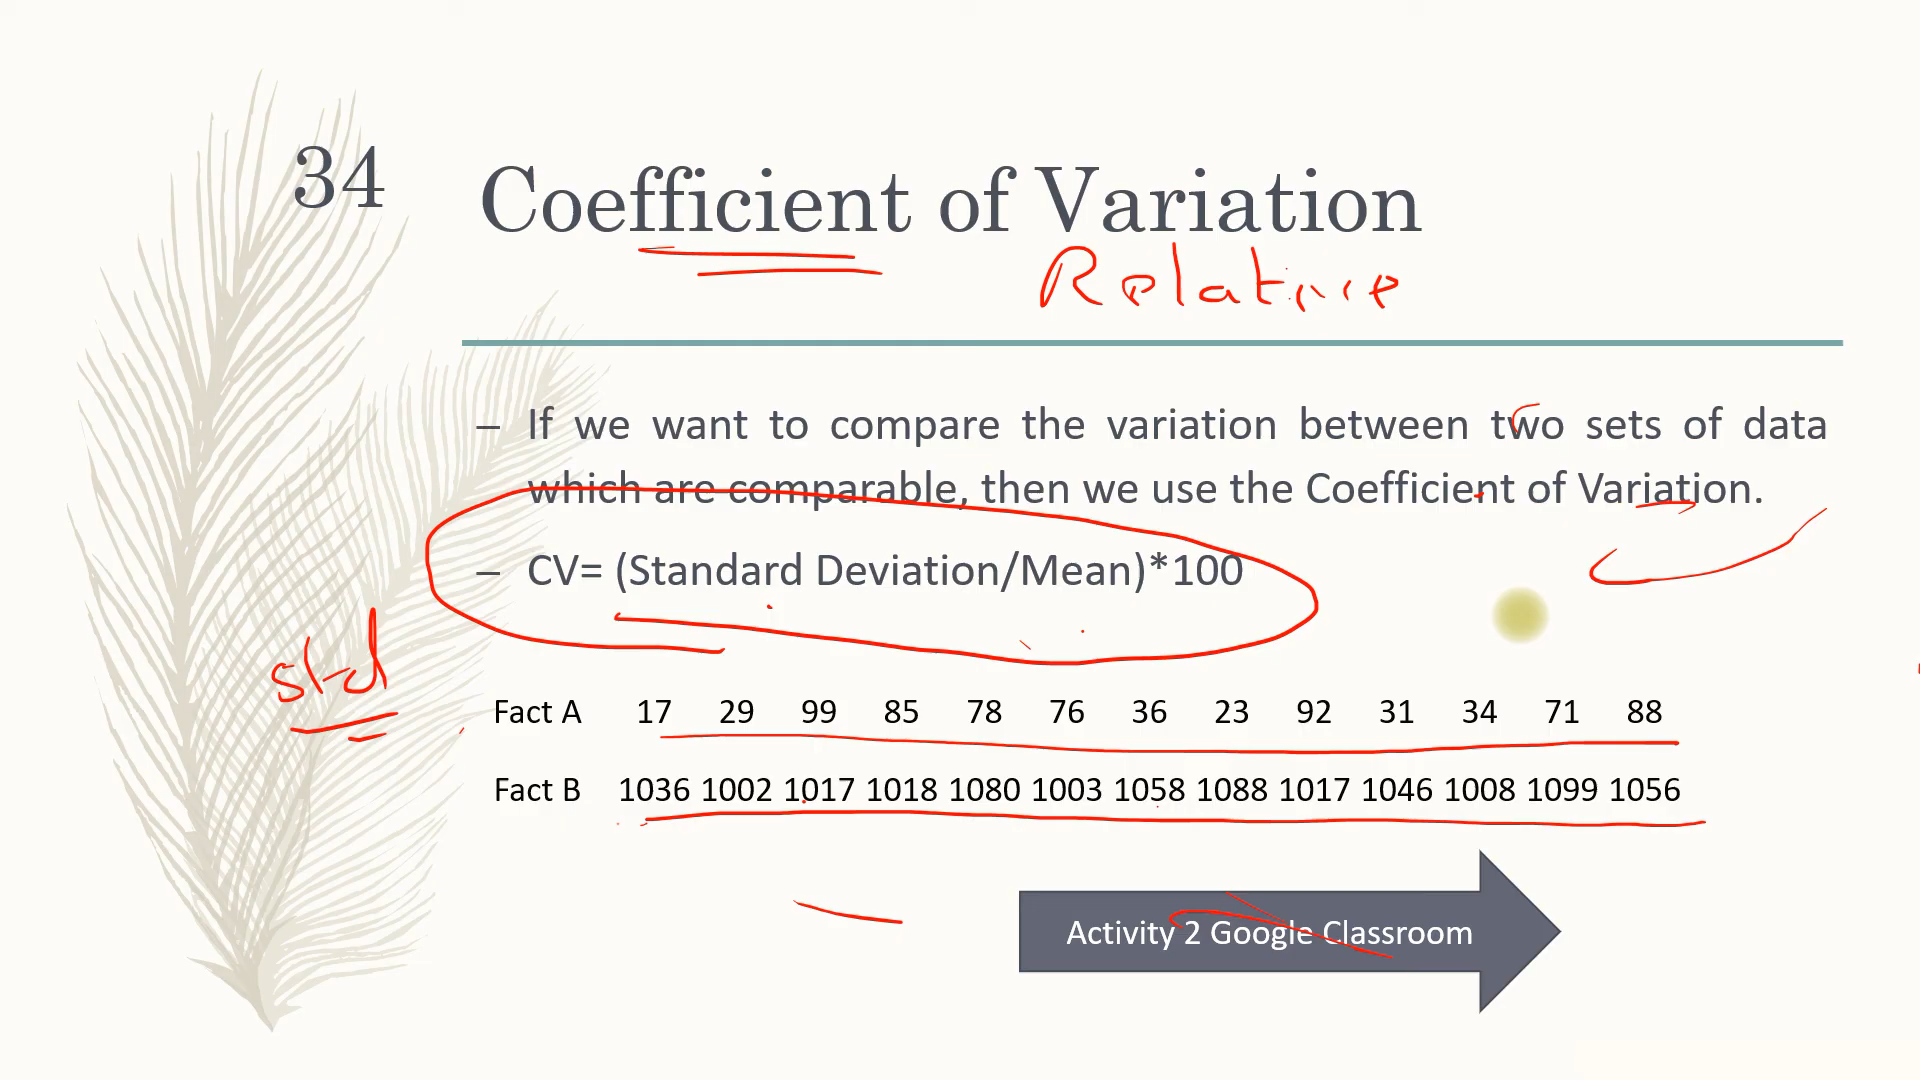 34
Coefficient of Variation
Relative
– If we want to compare the variation between two sets of data
which are comparable, then we use the Coefficient of Variation.
– CV= (Standard Deviation/Mean)*100
std
Fact A 17 29 99 85 78 76 36 23 92 31 34 71 88
Fact B 1036 1002 1017 1018 1080 1003 1058 1088 1017 1046 1008 1099 1056
Activity 2 Google Classroom